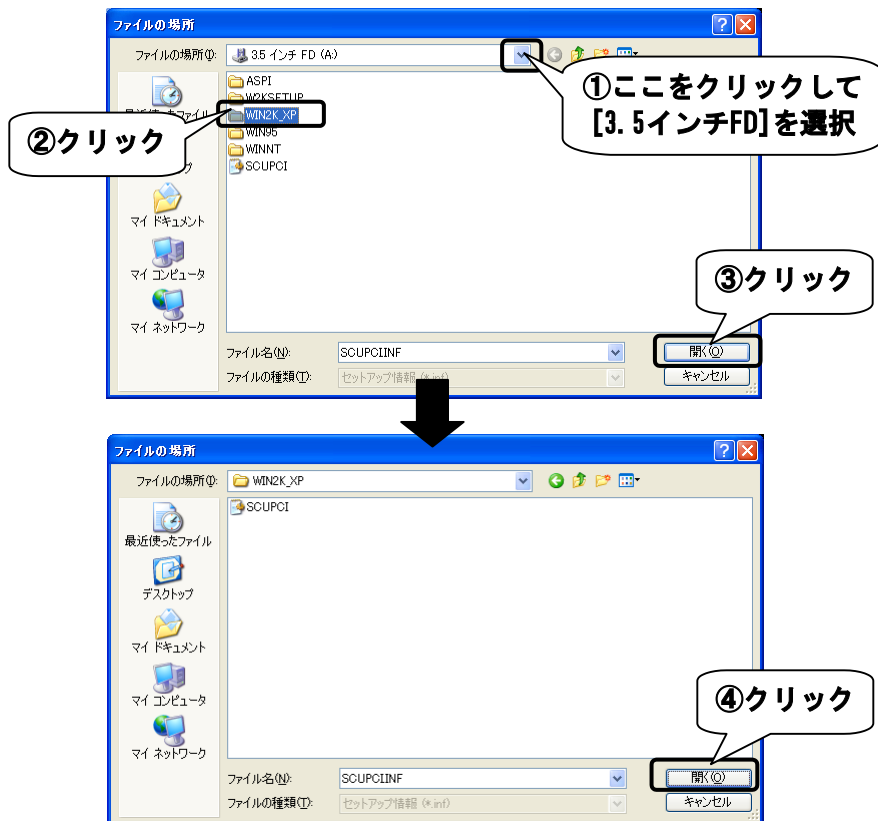 ファイルの場所
ファイルの場所(I):
3.5 インチ FD (A:)
①ここをクリックして
[3.5インチFD]を選択
ASPI
W2KSETUP
WIN2K_XP
WIN95
WINNT
SCUPCI
②クリック
マイ ドキュメント
マイ コンピュータ
マイ ネットワーク
③クリック
ファイル名(N):
SCUPCIINF
開く(O)
ファイルの種類(T):
セットアップ情報 (*.inf)
キャンセル
ファイルの場所
ファイルの場所(I):
WIN2K_XP
SCUPCI
最近使ったファイル
デスクトップ
マイ ドキュメント
マイ コンピュータ
マイ ネットワーク
④クリック
ファイル名(N):
SCUPCIINF
開く(O)
ファイルの種類(T):
セットアップ情報 (*.inf)
キャンセル